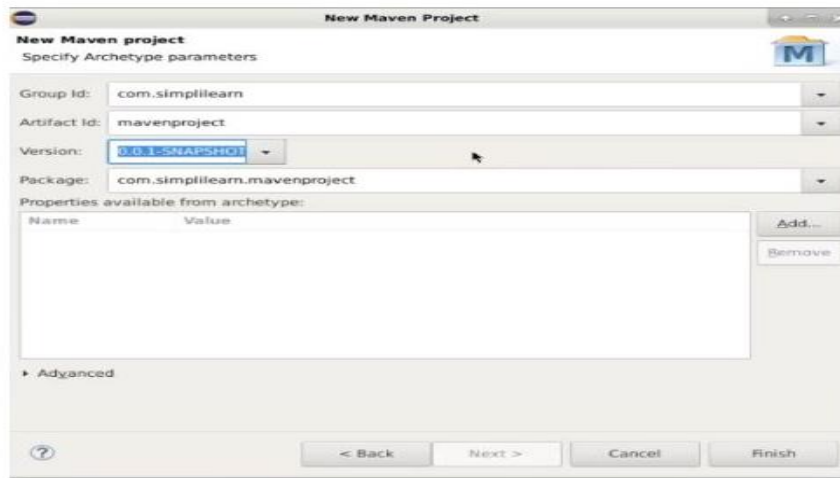 New Maven Project
New Maven project
Specify Archetype parameters
M
Group Id: com.simplilearn
Artifact Id: mavenproject
Version: 0.0.1-SNAPSHOT
Package: com.simplilearn.mavenproject
Properties available from archetype:
Name Value
Add...
Remove
Advanced
?
< Back Next > Cancel Finish